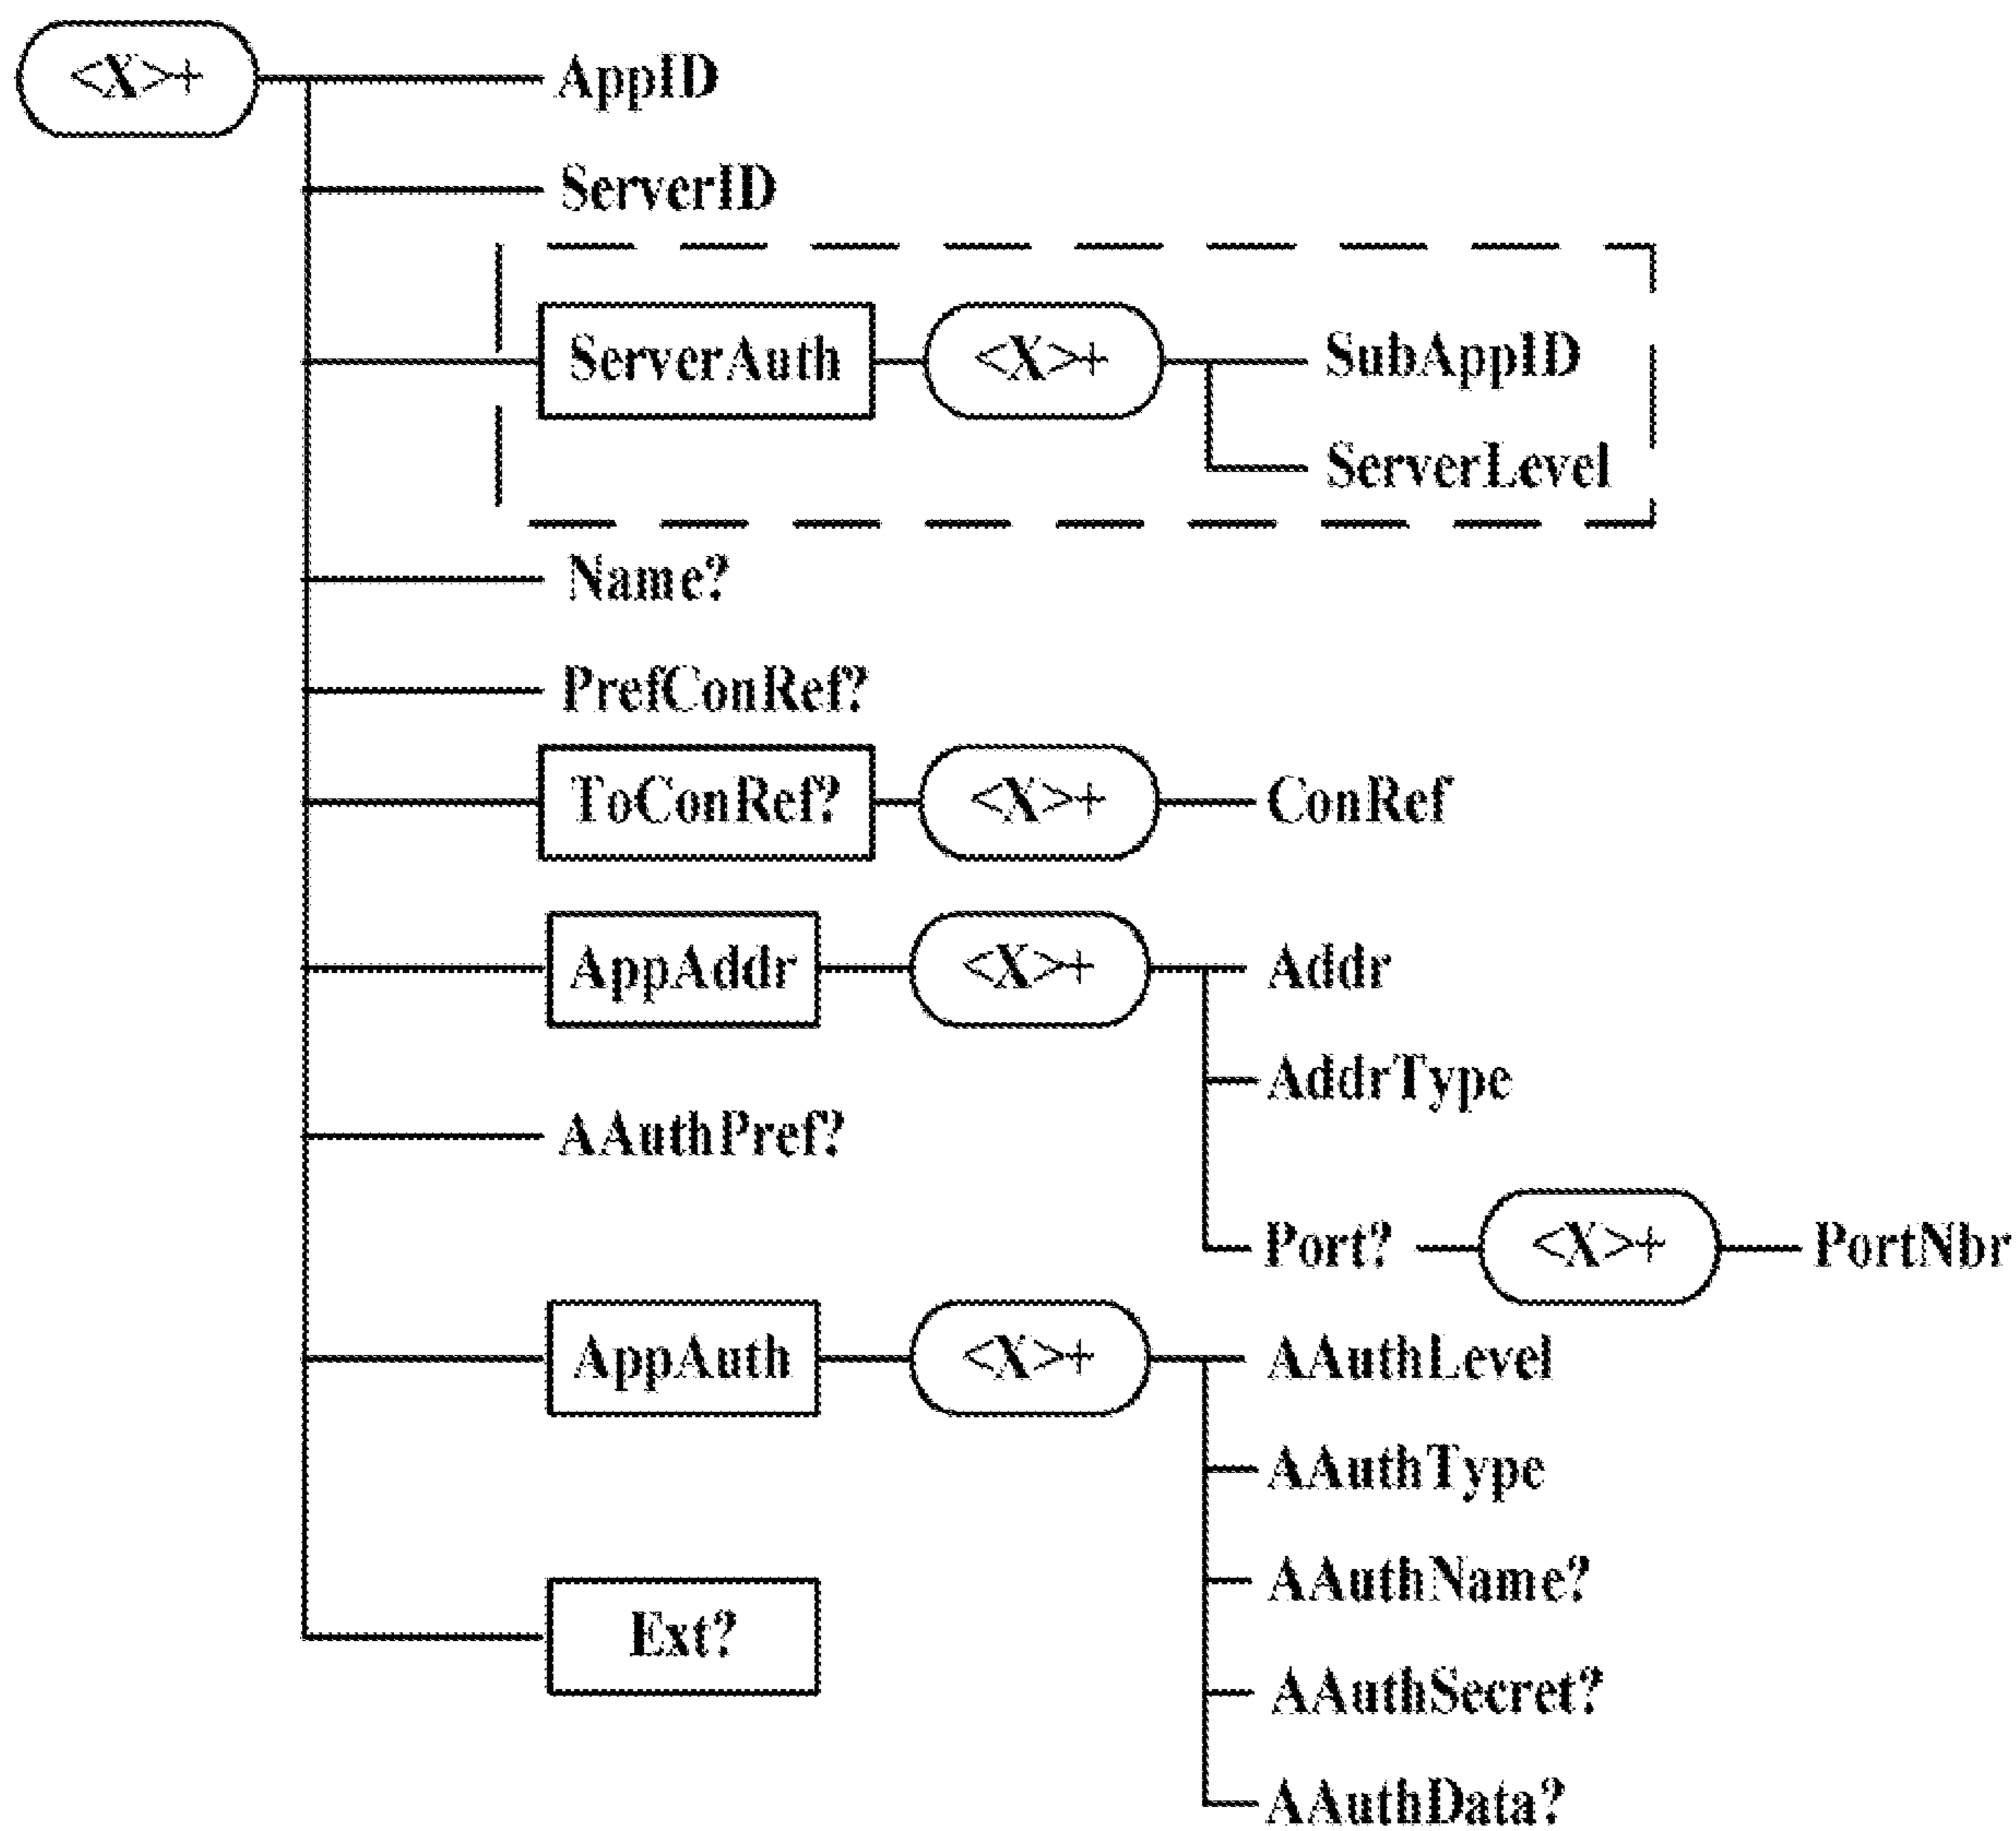 <X>+ AppID
ServerID
ServerAuth <X>+ SubAppID
ServerLevel
Name?
PrefConRef?
ToConRef? <X>+ ConRef
AppAddr <X>+ Addr
AddrType
AAuthPref?
Port? <X>+ PortNbr
AppAuth <X>+ AAuthLevel
AAuthType
AAuthName?
Ext?
AAuthSecret?
AAuthData?